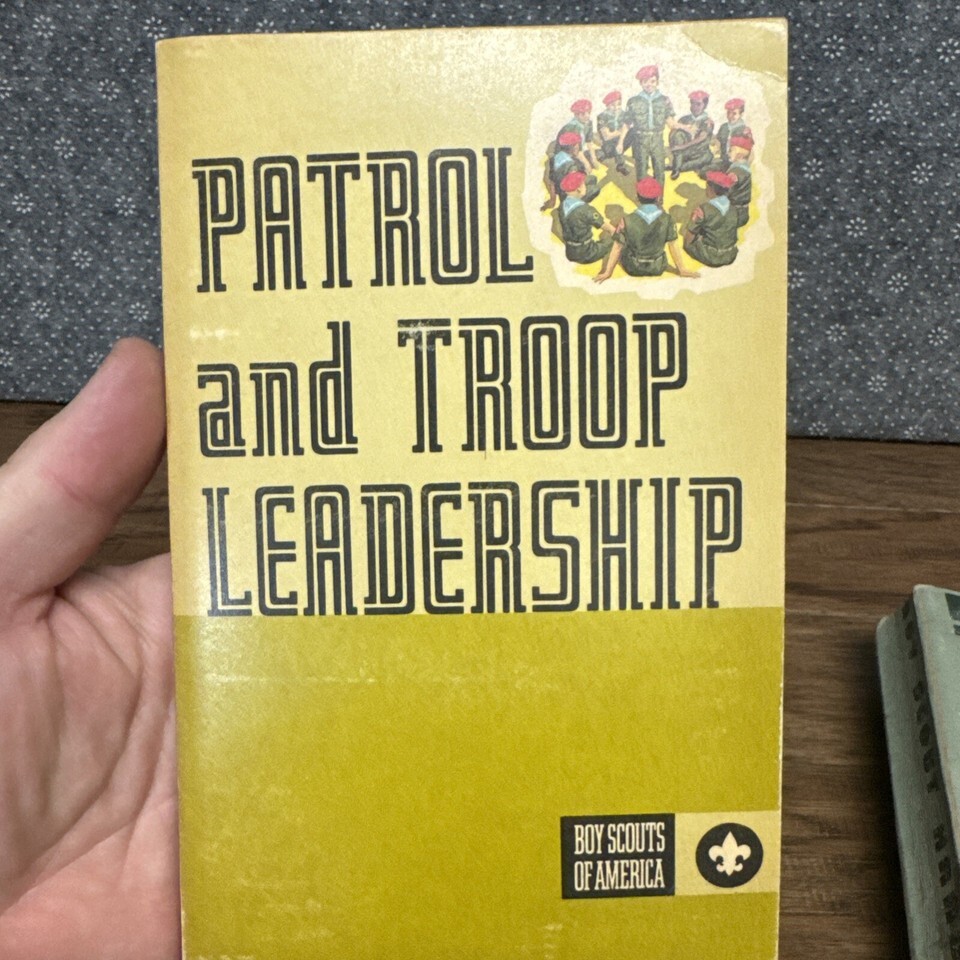 PATROL
and TROOP
LEADERSHIP
BOY SCOUTS
OF AMERICA